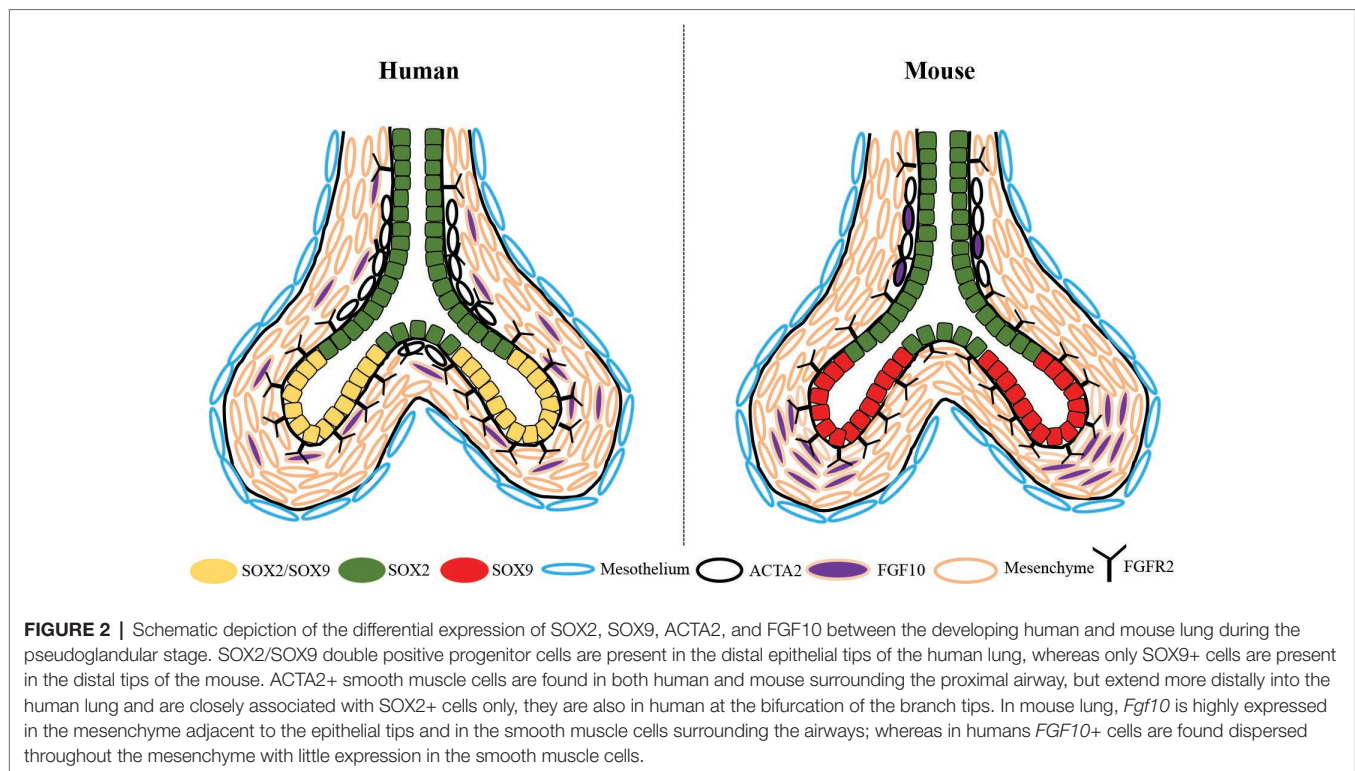 Human
Mouse
SOX2/SOX9 SOX2 SOX9 Mesothelium ACTA2 FGF10 Mesenchyme FGFR2
FIGURE 2 | Schematic depiction of the differential expression of SOX2, SOX9, ACTA2, and FGF10 between the developing human and mouse lung during the
pseudoglandular stage. SOX2/SOX9 double positive progenitor cells are present in the distal epithelial tips of the human lung, whereas only SOX9+ cells are present
in the distal tips of the mouse. ACTA2+ smooth muscle cells are found in both human and mouse surrounding the proximal airway, but extend more distally into the
human lung and are closely associated with SOX2+ cells only, they are also in human at the bifurcation of the branch tips. In mouse lung, Fgf10 is highly expressed
in the mesenchyme adjacent to the epithelial tips and in the smooth muscle cells surrounding the airways; whereas in humans FGF10+ cells are found dispersed
throughout the mesenchyme with little expression in the smooth muscle cells.